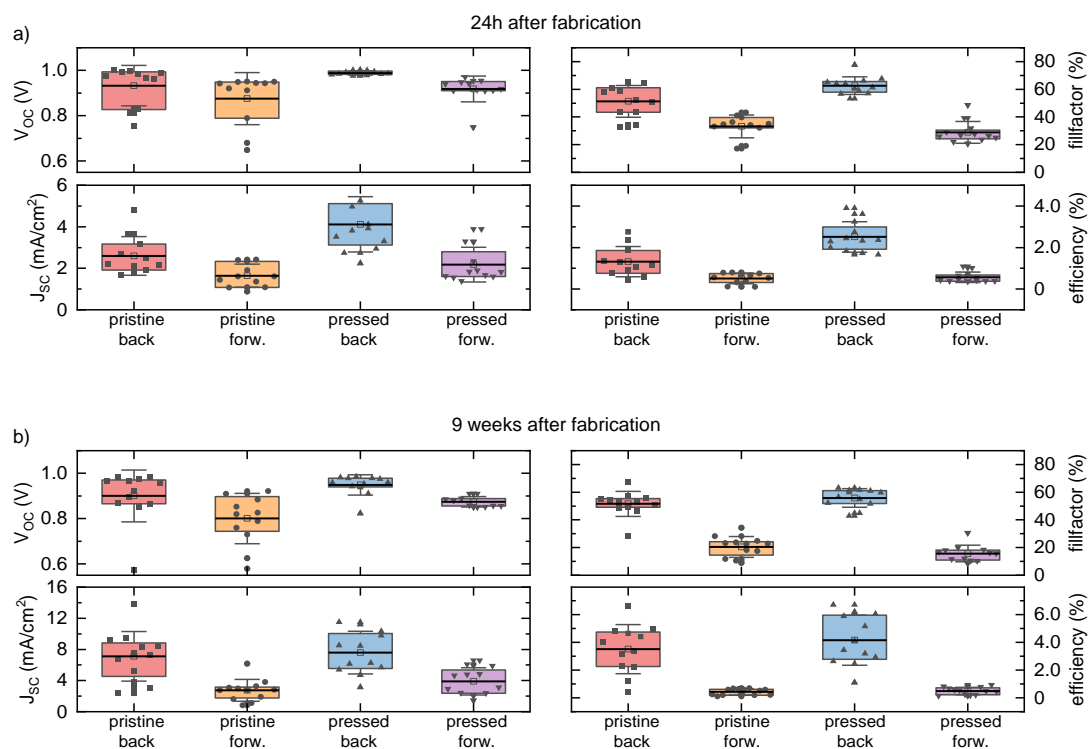 24h after fabrication
a)
V_OC (V)
1.0
0.8
0.6
80
60
40
20
0
fillfactor (%)
J_SC (mA/cm²)
6
4
2
0
4.0
2.0
0
efficiency (%)
pristine back
pristine forw.
pressed back
pressed forw.
pristine back
pristine forw.
pressed back
pressed forw.
9 weeks after fabrication
b)
V_OC (V)
1.0
0.8
0.6
80
60
40
20
0
fillfactor (%)
J_SC (mA/cm²)
16
12
8
4
0
6.0
4.0
2.0
0
efficiency (%)
pristine back
pristine forw.
pressed back
pressed forw.
pristine back
pristine forw.
pressed back
pressed forw.